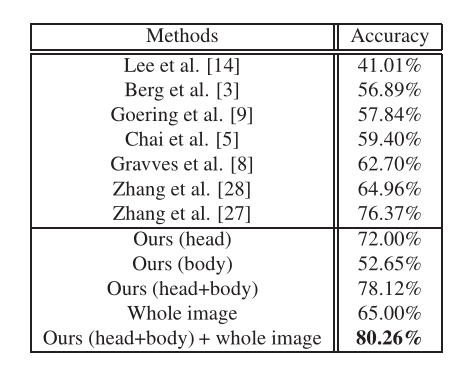 Methods Accuracy
Lee et al. [14] 41.01%
Berg et al. [3] 56.89%
Goering et al. [9] 57.84%
Chai et al. [5] 59.40%
Gravves et al. [8] 62.70%
Zhang et al. [28] 64.96%
Zhang et al. [27] 76.37%
Ours (head) 72.00%
Ours (body) 52.65%
Ours (head+body) 78.12%
Whole image 65.00%
Ours (head+body) + whole image 80.26%